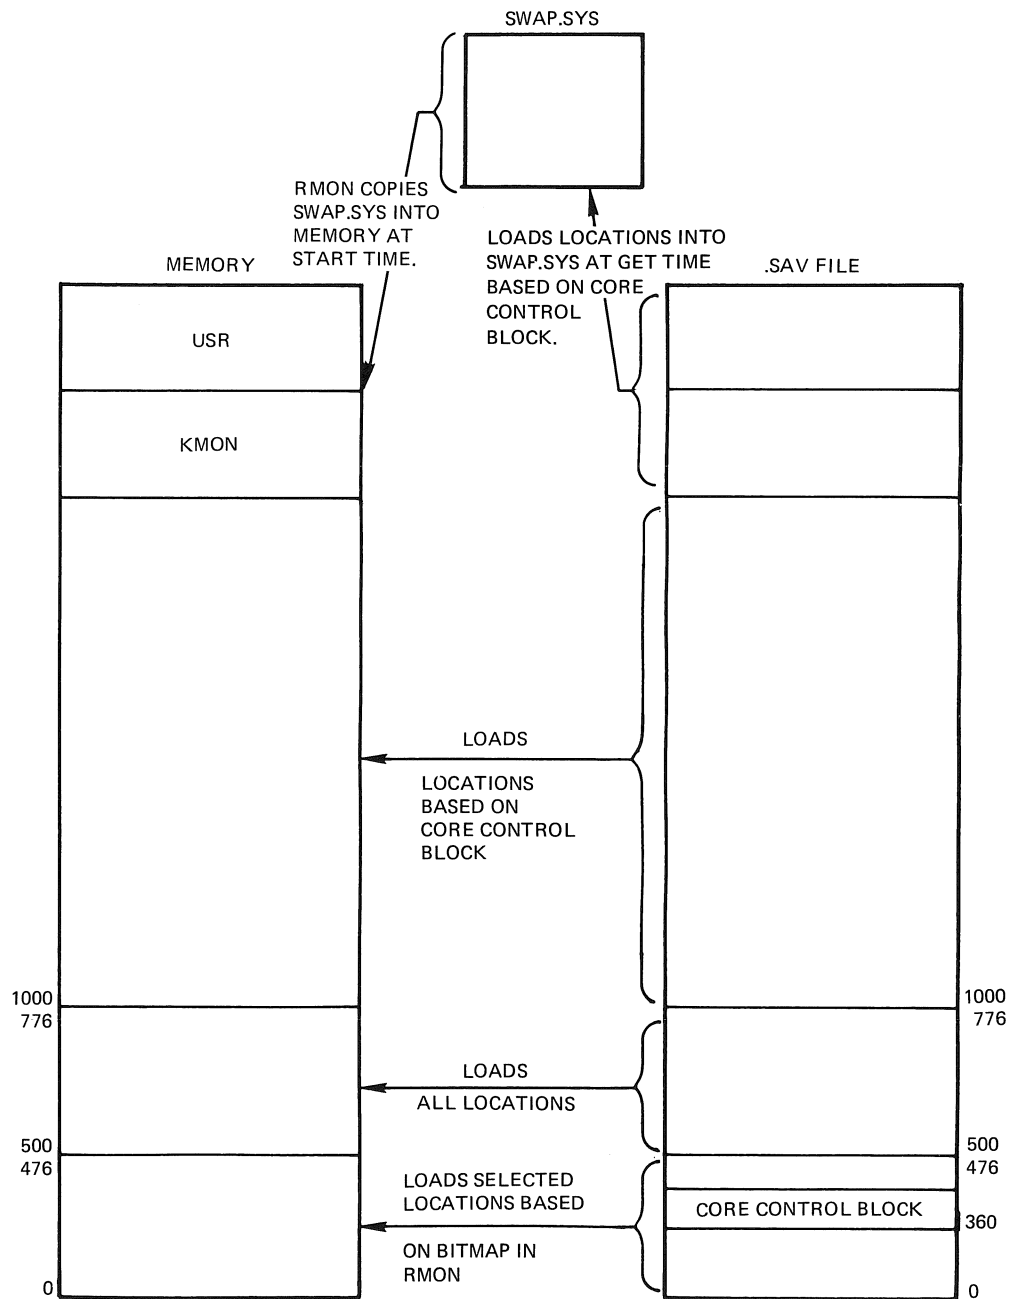 SWAP.SYS
RMON COPIES
SWAP.SYS INTO
MEMORY AT
START TIME.
LOADS LOCATIONS INTO
SWAP.SYS AT GET TIME
BASED ON CORE
CONTROL
BLOCK.
MEMORY
.SAV FILE
USR
KMON
LOADS
LOCATIONS
BASED ON
CORE CONTROL
BLOCK
1000
776
1000
776
LOADS
ALL LOCATIONS
500
476
500
476
LOADS SELECTED
LOCATIONS BASED
ON BITMAP IN
RMON
CORE CONTROL BLOCK
360
0
0